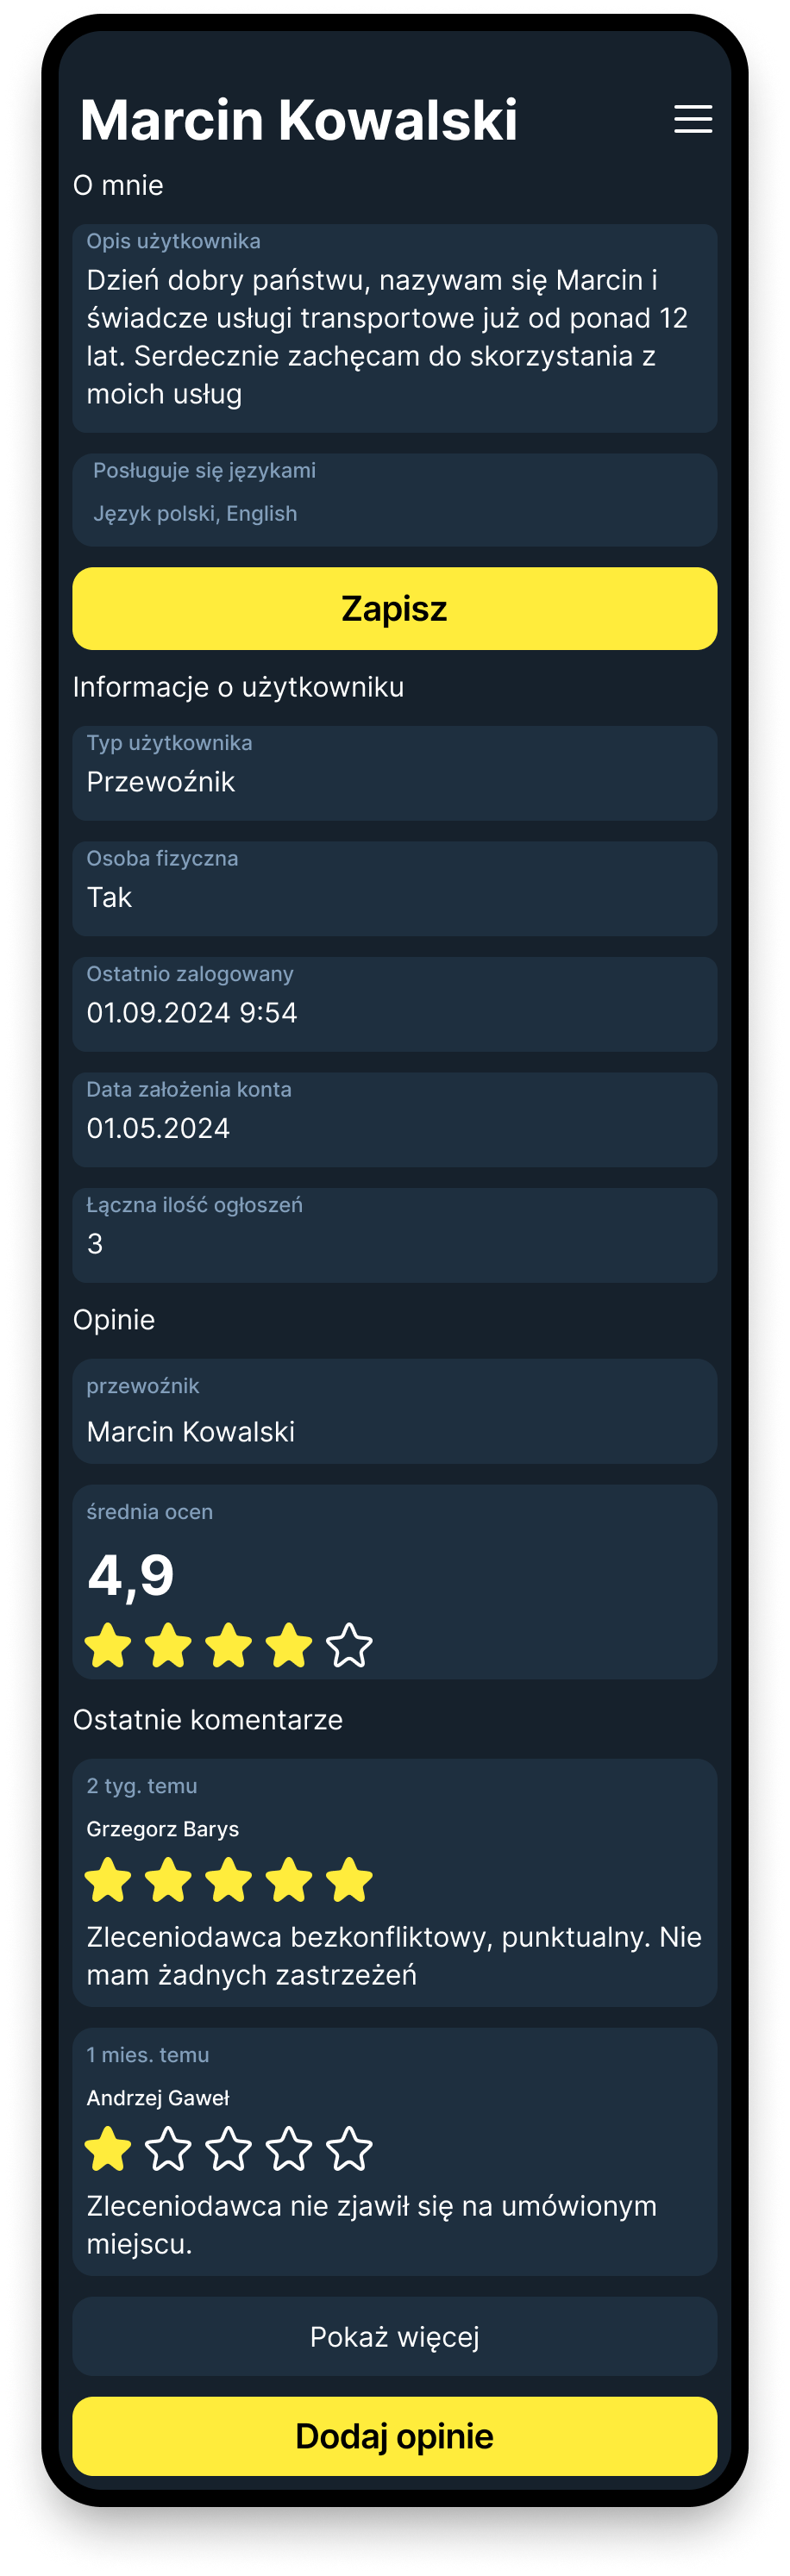 Marcin Kowalski
O mnie
Opis użytkownika
Dzień dobry państwu, nazywam się Marcin i
świadcze usługi transportowe już od ponad 12
lat. Serdecznie zachęcam do skorzystania z
moich usług
Posługuje się językami
Język polski, English
Zapisz
Informacje o użytkowniku
Typ użytkownika
Przewoźnik
Osoba fizyczna
Tak
Ostatnio zalogowany
01.09.2024 9:54
Data założenia konta
01.05.2024
Łączna ilość ogłoszeń
3
Opinie
przewoźnik
Marcin Kowalski
średnia ocen
4,9
Ostatnie komentarze
2 tyg. temu
Grzegorz Barys
Zleceniodawca bezkonfliktowy, punktualny. Nie
mam żadnych zastrzeżeń
1 mies. temu
Andrzej Gaweł
Zleceniodawca nie zjawił się na umówionym
miejscu.
Pokaż więcej
Dodaj opinie